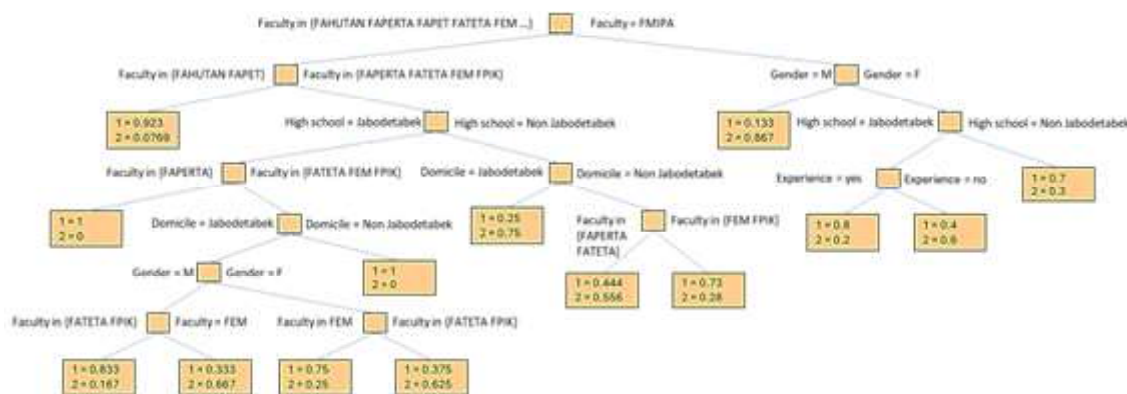 Faculty in {FAHUTAN FAPERTA FAPET FATETA FEM ...} Faculty = FMIPA
Faculty in {FAHUTAN FAPET} Faculty in {FAPERTA FATETA FEM FPIK} Gender = M Gender = F
1 = 0.923
2 = 0.0769
High school = Jabodetabek High school = Non Jabodetabek
1 = 0.133
2 = 0.867
High school = Jabodetabek High school = Non Jabodetabek
Faculty in {FAPERTA} Faculty in {FATETA FEM FPIK} Domicile = Jabodetabek Domicile = Non Jabodetabek
Experience = yes Experience = no
1 = 0.7
2 = 0.3
1 = 1
2 = 0
Domicile = Jabodetabek Domicile = Non Jabodetabek
1 = 0.25
2 = 0.75
Faculty in
{FAPERTA
FATETA}
Faculty in {FEM FPIK}
1 = 0.8
2 = 0.2
1 = 0.4
2 = 0.6
Gender = M Gender = F
1 = 1
2 = 0
1 = 0.444
2 = 0.556
1 = 0.73
2 = 0.28
Faculty in {FATETA FPIK} Faculty = FEM Faculty in FEM Faculty in {FATETA FPIK}
1 = 0.833
2 = 0.167
1 = 0.333
2 = 0.667
1 = 0.75
2 = 0.25
1 = 0.375
2 = 0.625